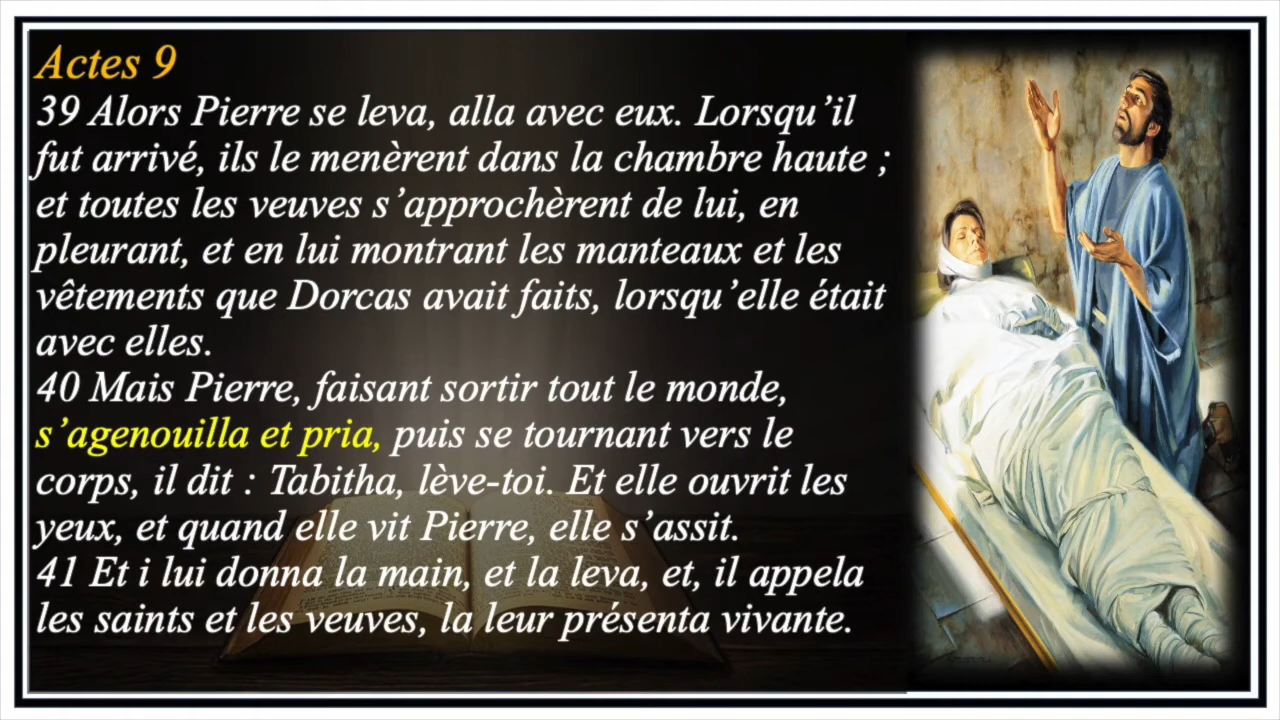 Actes 9
39 Alors Pierre se leva, alla avec eux. Lorsqu’il
fut arrivé, ils le menèrent dans la chambre haute ;
et toutes les veuves s’approchèrent de lui, en
pleurant, et en lui montrant les manteaux et les
vêtements que Dorcas avait faits, lorsqu’elle était
avec elles.
40 Mais Pierre, faisant sortir tout le monde,
s’agenouilla et pria, puis se tournant vers le
corps, il dit : Tabitha, lève-toi. Et elle ouvrit les
yeux, et quand elle vit Pierre, elle s’assit.
41 Et i lui donna la main, et la leva, et, il appela
les saints et les veuves, la leur présenta vivante.